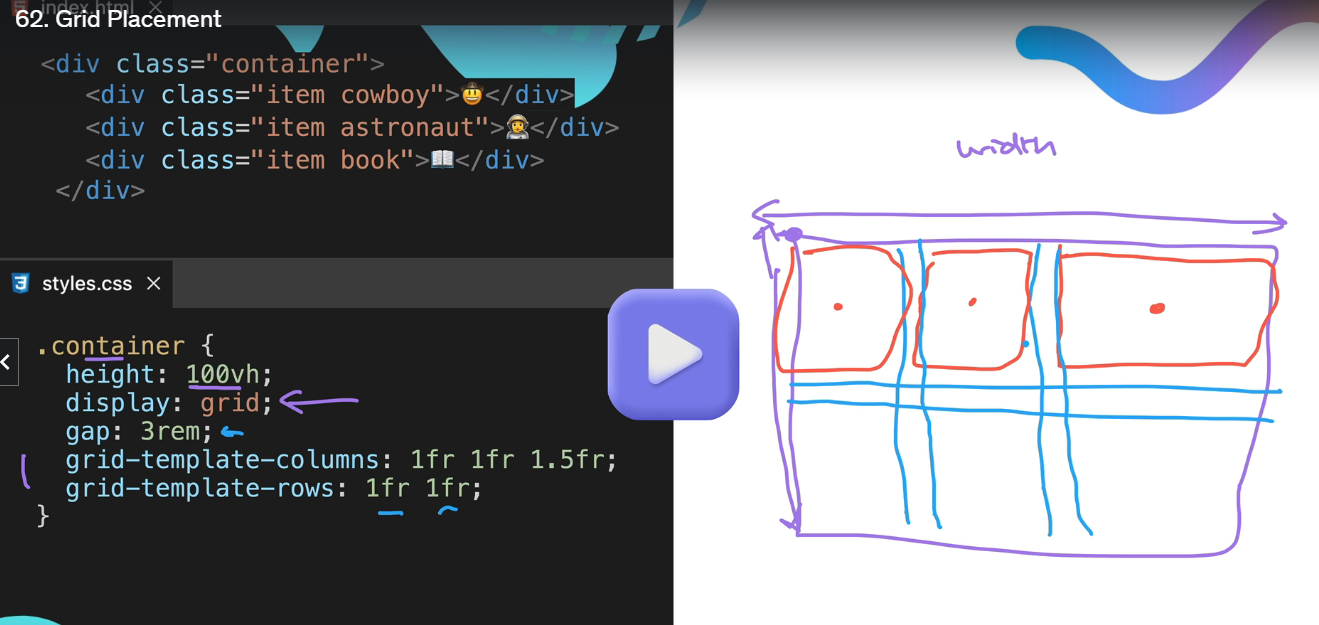 index.html
62. Grid Placement
<div class="container">
<div class="item cowboy">🤠</div>
<div class="item astronaut">👩‍🚀</div>
<div class="item book">📖</div>
</div>
styles.css
.container {
height: 100vh;
display: grid;
gap: 3rem;
grid-template-columns: 1fr 1fr 1.5fr;
grid-template-rows: 1fr 1fr;
}
width